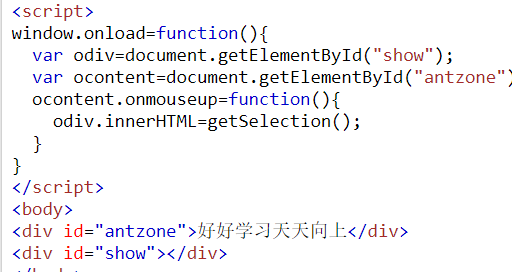 <script>
window.onload=function(){
  var odiv=document.getElementById("show");
  var ocontent=document.getElementById("antzone")
  ocontent.onmouseup=function(){
    odiv.innerHTML=getSelection();
  }
}
</script>
<body>
<div id="antzone">好好学习天天向上</div>
<div id="show"></div>